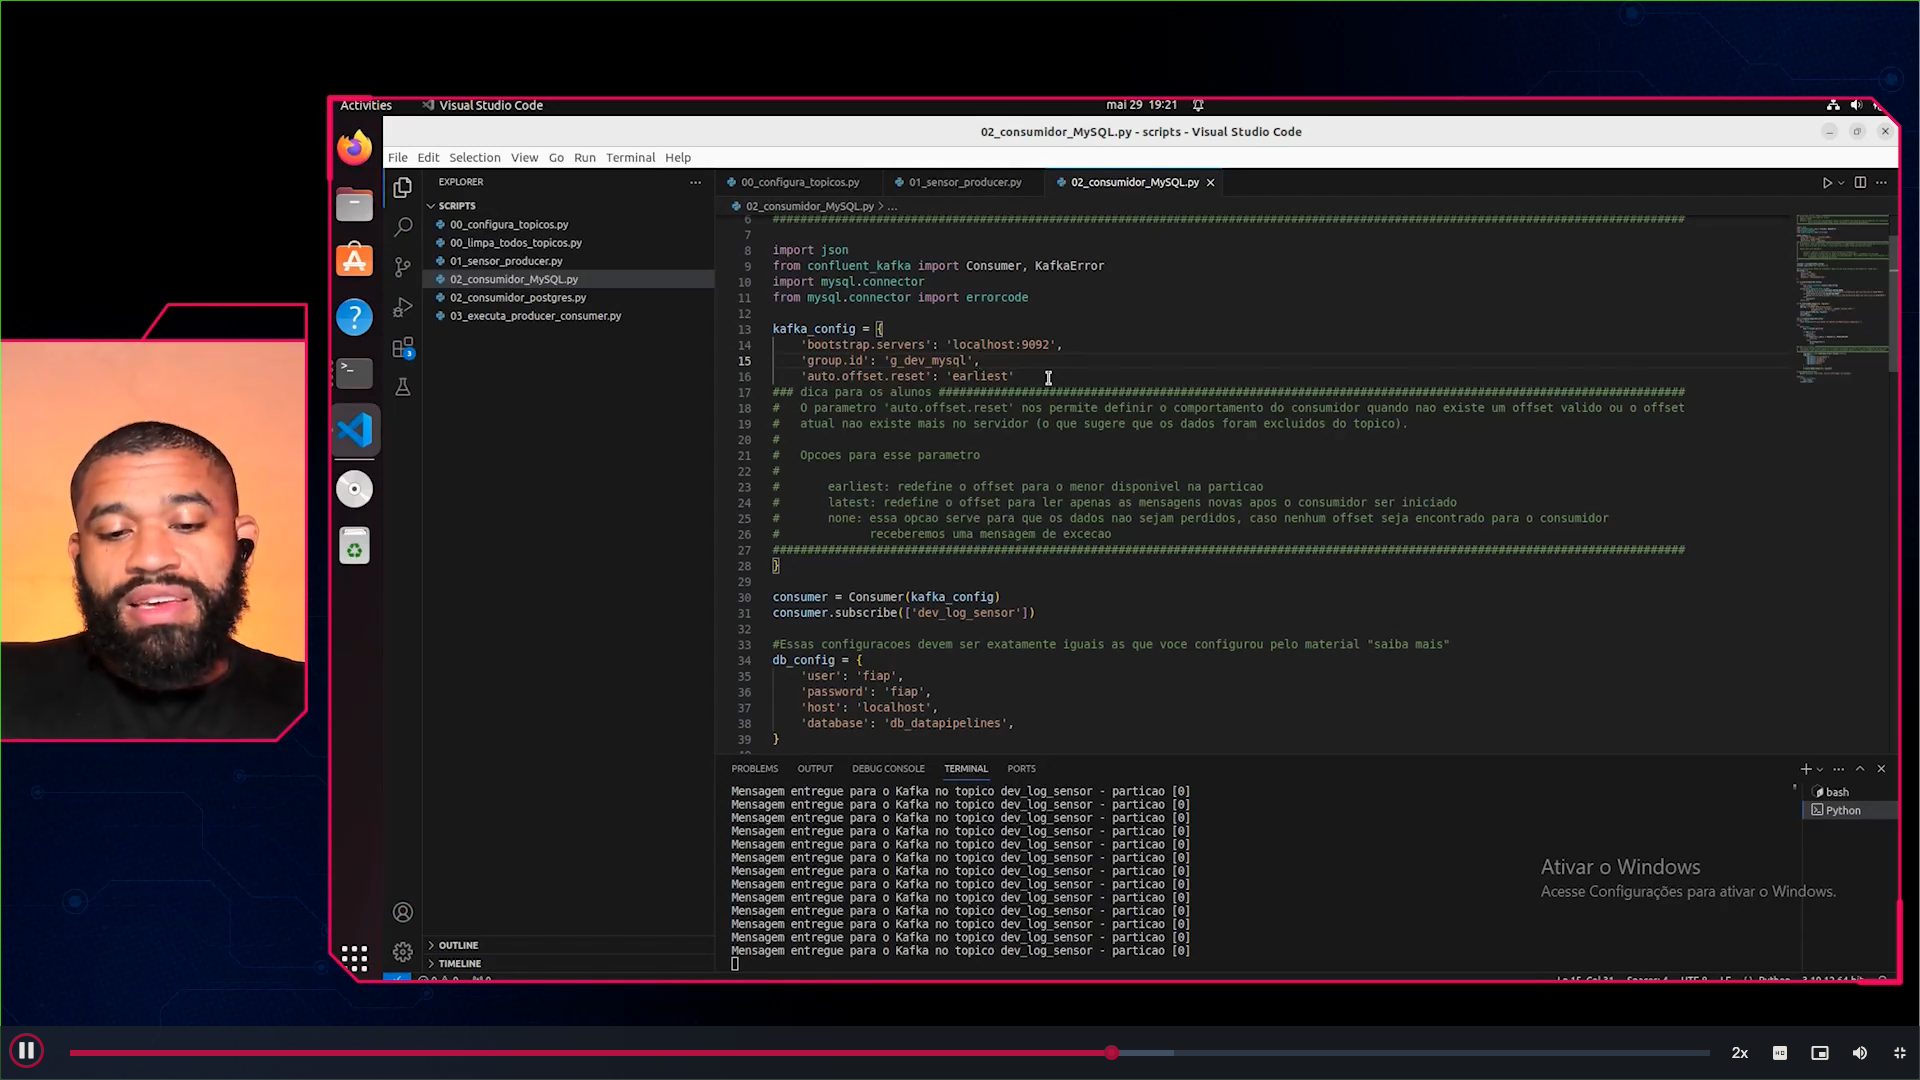 Activities
Visual Studio Code
mai 29 19:21
02_consumidor_MySQL.py - scripts - Visual Studio Code
File Edit Selection View Go Run Terminal Help
EXPLORER
SCRIPTS
00_configura_topicos.py
00_limpa_todos_topicos.py
01_sensor_producer.py
02_consumidor_MySQL.py
02_consumidor_postgres.py
03_executa_producer_consumer.py
OUTLINE
TIMELINE
00_configura_topicos.py
01_sensor_producer.py
02_consumidor_MySQL.py
02_consumidor_MySQL.py > ...
7
8 import json
9 from confluent_kafka import Consumer, KafkaError
10 import mysql.connector
11 from mysql.connector import errorcode
12
13 kafka_config = {
14 'bootstrap.servers': 'localhost:9092',
15 'group.id': 'g_dev_mysql',
16 'auto.offset.reset': 'earliest'
17 ### dica para os alunos ############################################################################################################
18 # O parametro 'auto.offset.reset' nos permite definir o comportamento do consumidor quando nao existe um offset valido ou o offset
19 # atual nao existe mais no servidor (o que sugere que os dados foram excluidos do topico).
20 #
21 # Opcoes para esse parametro
22 #
23 # earliest: redefine o offset para o menor disponivel na particao
24 # latest: redefine o offset para ler apenas as mensagens novas apos o consumidor ser iniciado
25 # none: essa opcao serve para que os dados nao sejam perdidos, caso nenhum offset seja encontrado para o consumidor
26 # receberemos uma mensagem de excecao
27 ####################################################################################################################################
28 }
29
30 consumer = Consumer(kafka_config)
31 consumer.subscribe(['dev_log_sensor'])
32
33 #Essas configuracoes devem ser exatamente iguais as que voce configurou pelo material "saiba mais"
34 db_config = {
35 'user': 'fiap',
36 'password': 'fiap',
37 'host': 'localhost',
38 'database': 'db_datapipelines',
39 }
PROBLEMS OUTPUT DEBUG CONSOLE TERMINAL PORTS
Mensagem entregue para o Kafka no topico dev_log_sensor - particao [0]
Mensagem entregue para o Kafka no topico dev_log_sensor - particao [0]
Mensagem entregue para o Kafka no topico dev_log_sensor - particao [0]
Mensagem entregue para o Kafka no topico dev_log_sensor - particao [0]
Mensagem entregue para o Kafka no topico dev_log_sensor - particao [0]
Mensagem entregue para o Kafka no topico dev_log_sensor - particao [0]
Mensagem entregue para o Kafka no topico dev_log_sensor - particao [0]
Mensagem entregue para o Kafka no topico dev_log_sensor - particao [0]
Mensagem entregue para o Kafka no topico dev_log_sensor - particao [0]
Mensagem entregue para o Kafka no topico dev_log_sensor - particao [0]
Mensagem entregue para o Kafka no topico dev_log_sensor - particao [0]
Mensagem entregue para o Kafka no topico dev_log_sensor - particao [0]
Mensagem entregue para o Kafka no topico dev_log_sensor - particao [0]
bash
Python
Ativar o Windows
Acesse Configurações para ativar o Windows.
2x